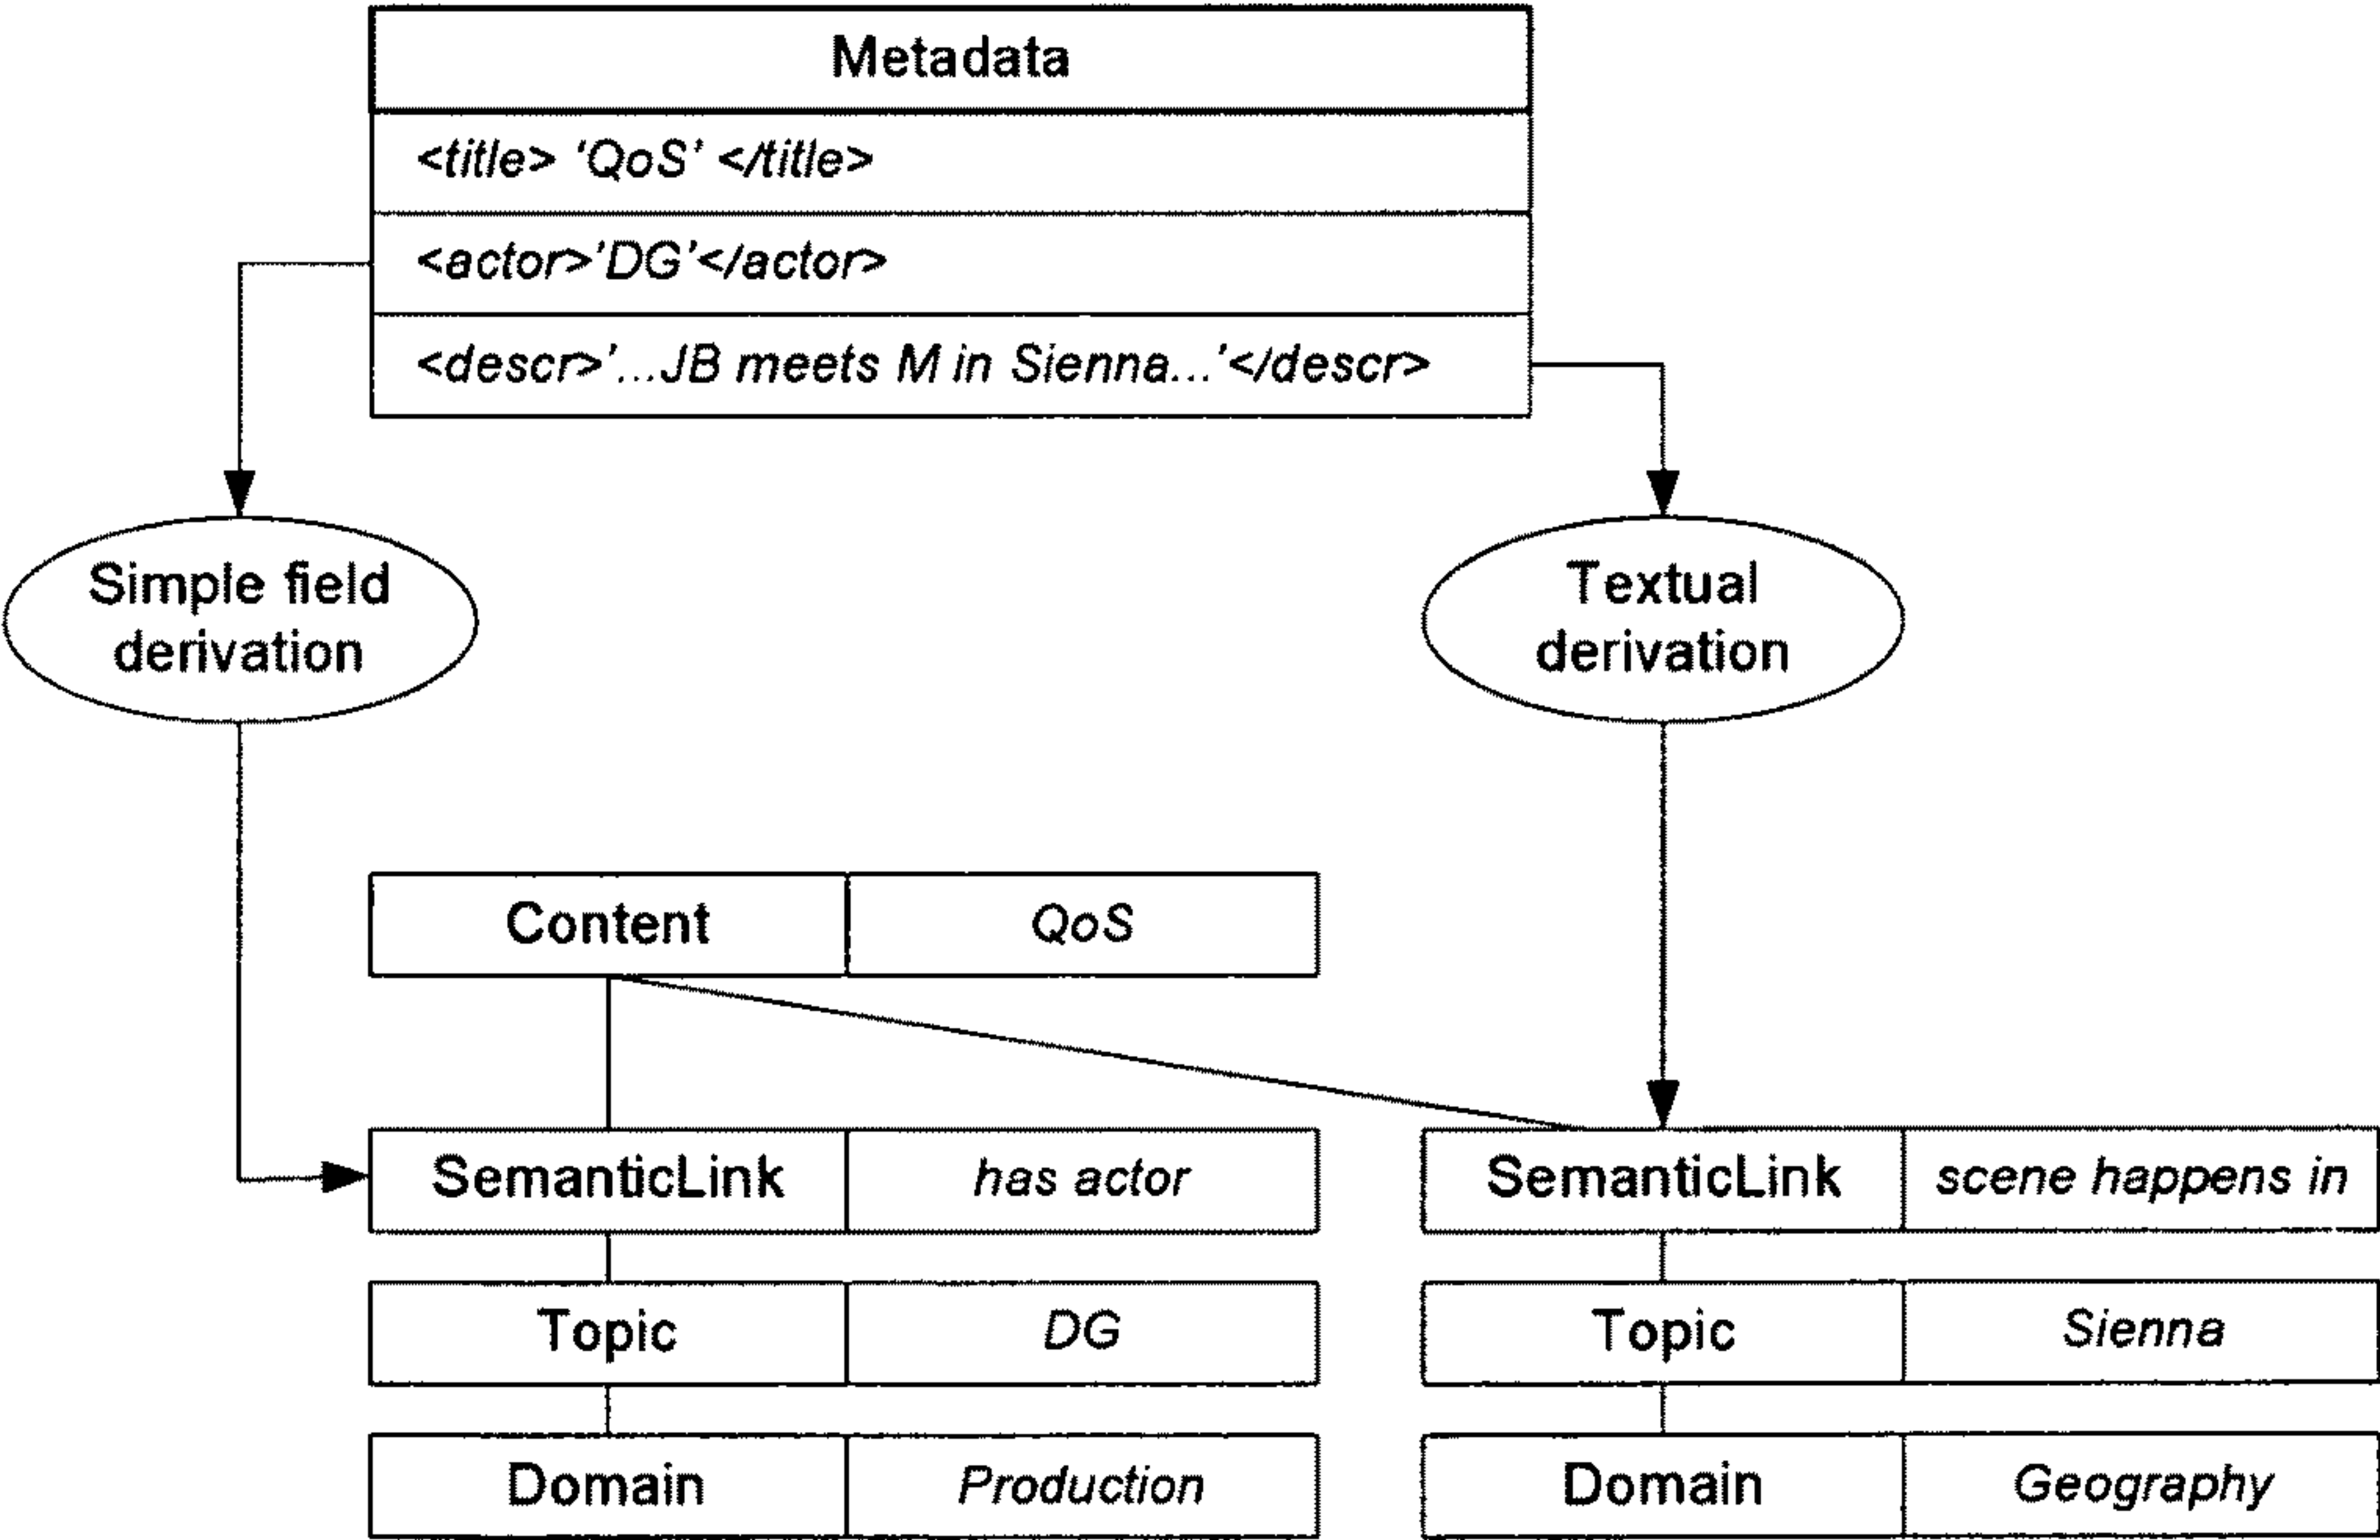 Metadata
<title> 'QoS' </title>
<actor>'DG'</actor>
<descr>'...JB meets M in Sienna...'</descr>
Simple field
derivation
Textual
derivation
Content QoS
SemanticLink has actor
SemanticLink scene happens in
Topic DG
Topic Sienna
Domain Production
Domain Geography